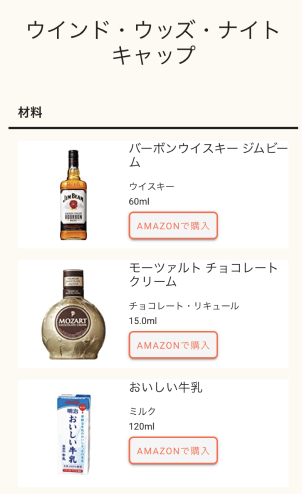 ウインド・ウッズ・ナイト
キャップ
材料
バーボンウイスキー ジムビー
ム
ウイスキー
60ml
AMAZONで購入
JIM BEAM
BOURBON
モーツァルト チョコレート
クリーム
チョコレート・リキュール
15.0ml
AMAZONで購入
MOZART
おいしい牛乳
ミルク
120ml
AMAZONで購入
明治
おいしい牛乳